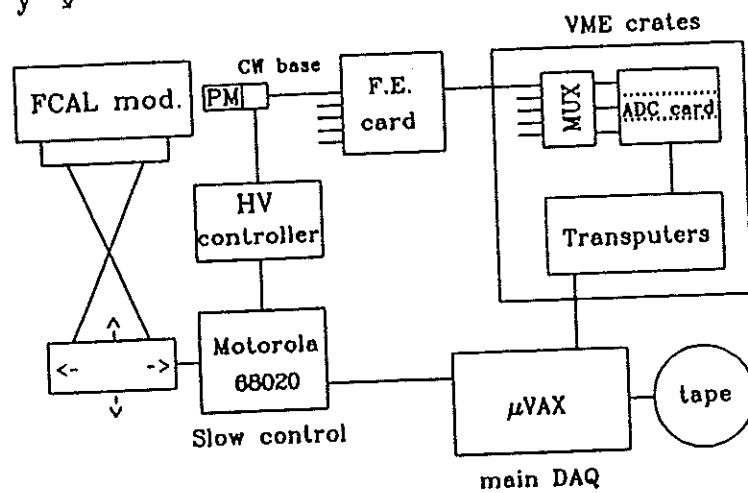 VME crates
FCAL mod.
CW base
PM
F.E.
card
MUX
ADC card
HV
controller
Transputers
<- ->
Motorola
68020
μVAX
tape
Slow control
main DAQ